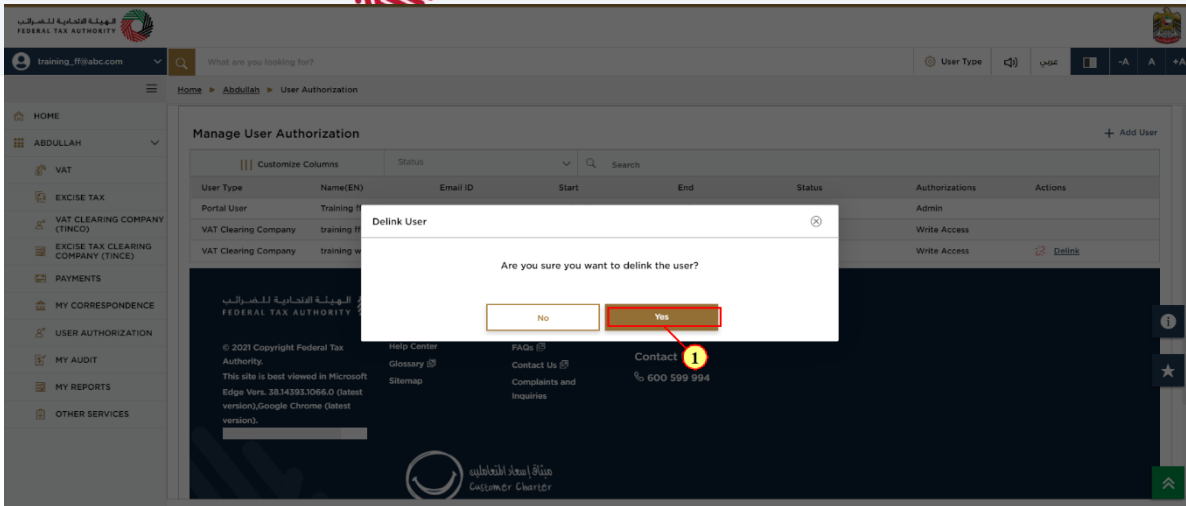 الهيئة الاتحادية للضرائب
FEDERAL TAX AUTHORITY
training_ff@abc.com
What are you looking for?
User Type
عربي
-A
A
+A
Home ▶ Abdullah ▶ User Authorization
HOME
ABDULLAH
VAT
EXCISE TAX
VAT CLEARING COMPANY
(TINCO)
EXCISE TAX CLEARING
COMPANY (TINCE)
PAYMENTS
MY CORRESPONDENCE
USER AUTHORIZATION
MY AUDIT
MY REPORTS
OTHER SERVICES
Manage User Authorization
+ Add User
Customize Columns
Status
Search
User Type Name(EN) Email ID Start End Status Authorizations Actions
Portal User Training Admin
VAT Clearing Company training ff Write Access
VAT Clearing Company training w Write Access Delink
Delink User
Are you sure you want to delink the user?
No
Yes
1
الهيئة الاتحادية للضرائب
FEDERAL TAX AUTHORITY
© 2021 Copyright Federal Tax
Authority.
This site is best viewed in Microsoft
Edge Vers. 38.14393.1066.0 (latest
version),Google Chrome (latest
version).
Help Center
Glossary
Sitemap
FAQs
Contact Us
Complaints and
Inquiries
Contact
600 599 994
ميثاق إسعاد المتعاملين
Customer Charter